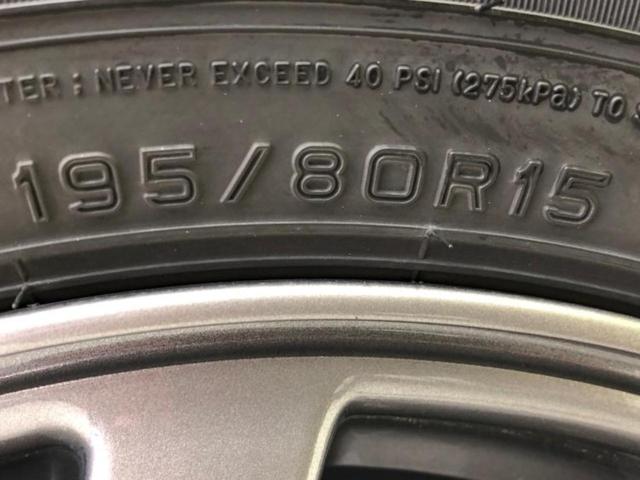 TER ; NEVER EXCEED 40 PSI (275kPa) TO S
195/80R15